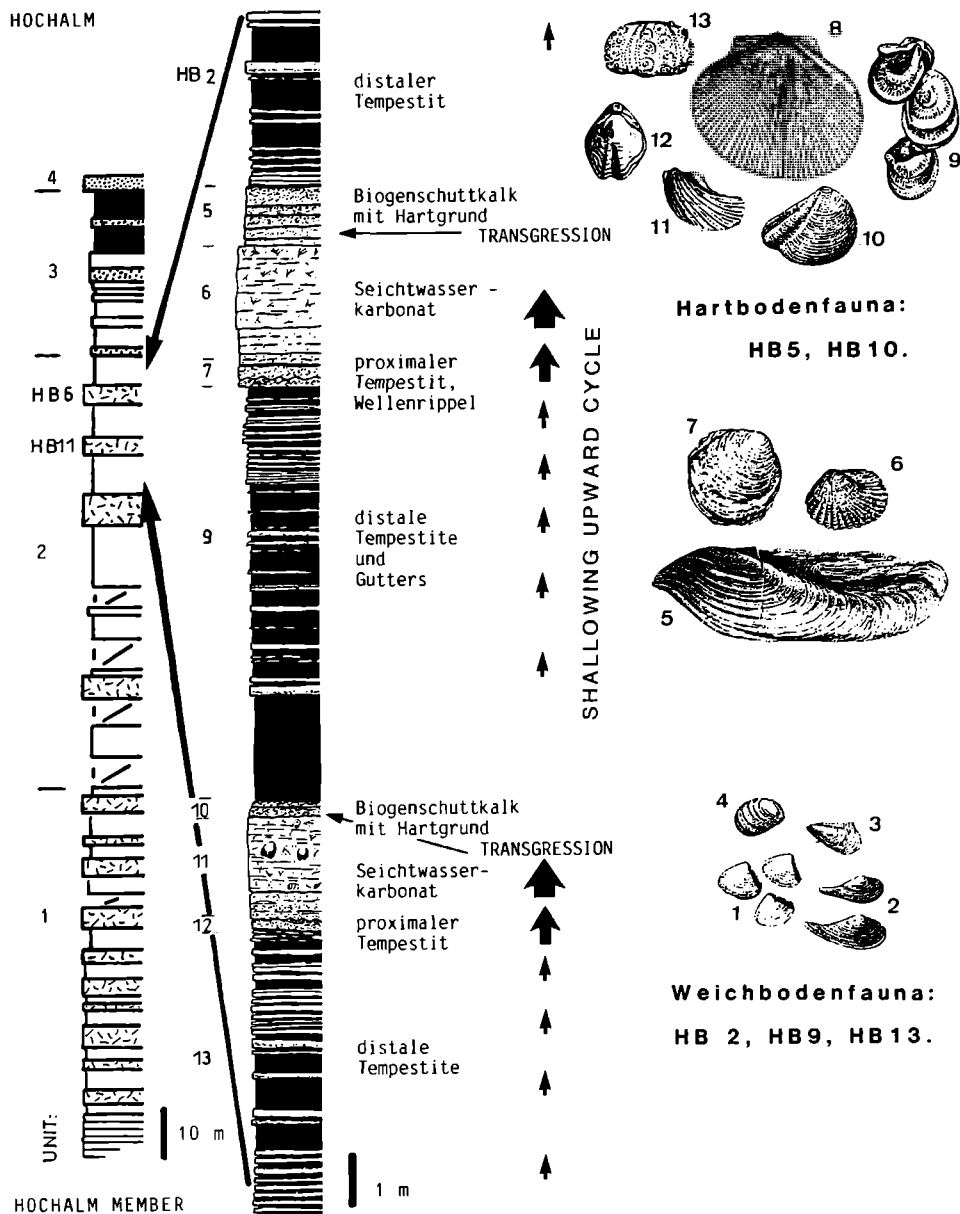 HOCHALM
4
3
HB6
HB11
2
1
UNIT:
10 m
HOCHALM MEMBER
HB 2
5
6
7
9
10
11
12
13
1 m
distaler
Tempestit
Biogenschuttkalk
mit Hartgrund
TRANSGRESSION
Seichtwasser -
karbonat
proximaler
Tempestit,
Wellenrippel
distale
Tempestite
und
Gutters
Biogenschuttkalk
mit Hartgrund
TRANSGRESSION
Seichtwasser-
karbonat
proximaler
Tempestit
distale
Tempestite
SHALLOWING UPWARD CYCLE
13
8
12
9
11
10
Hartbodenfauna:
HB5, HB10.
7
6
5
4
3
1
2
Weichbodenfauna:
HB 2, HB9, HB13.